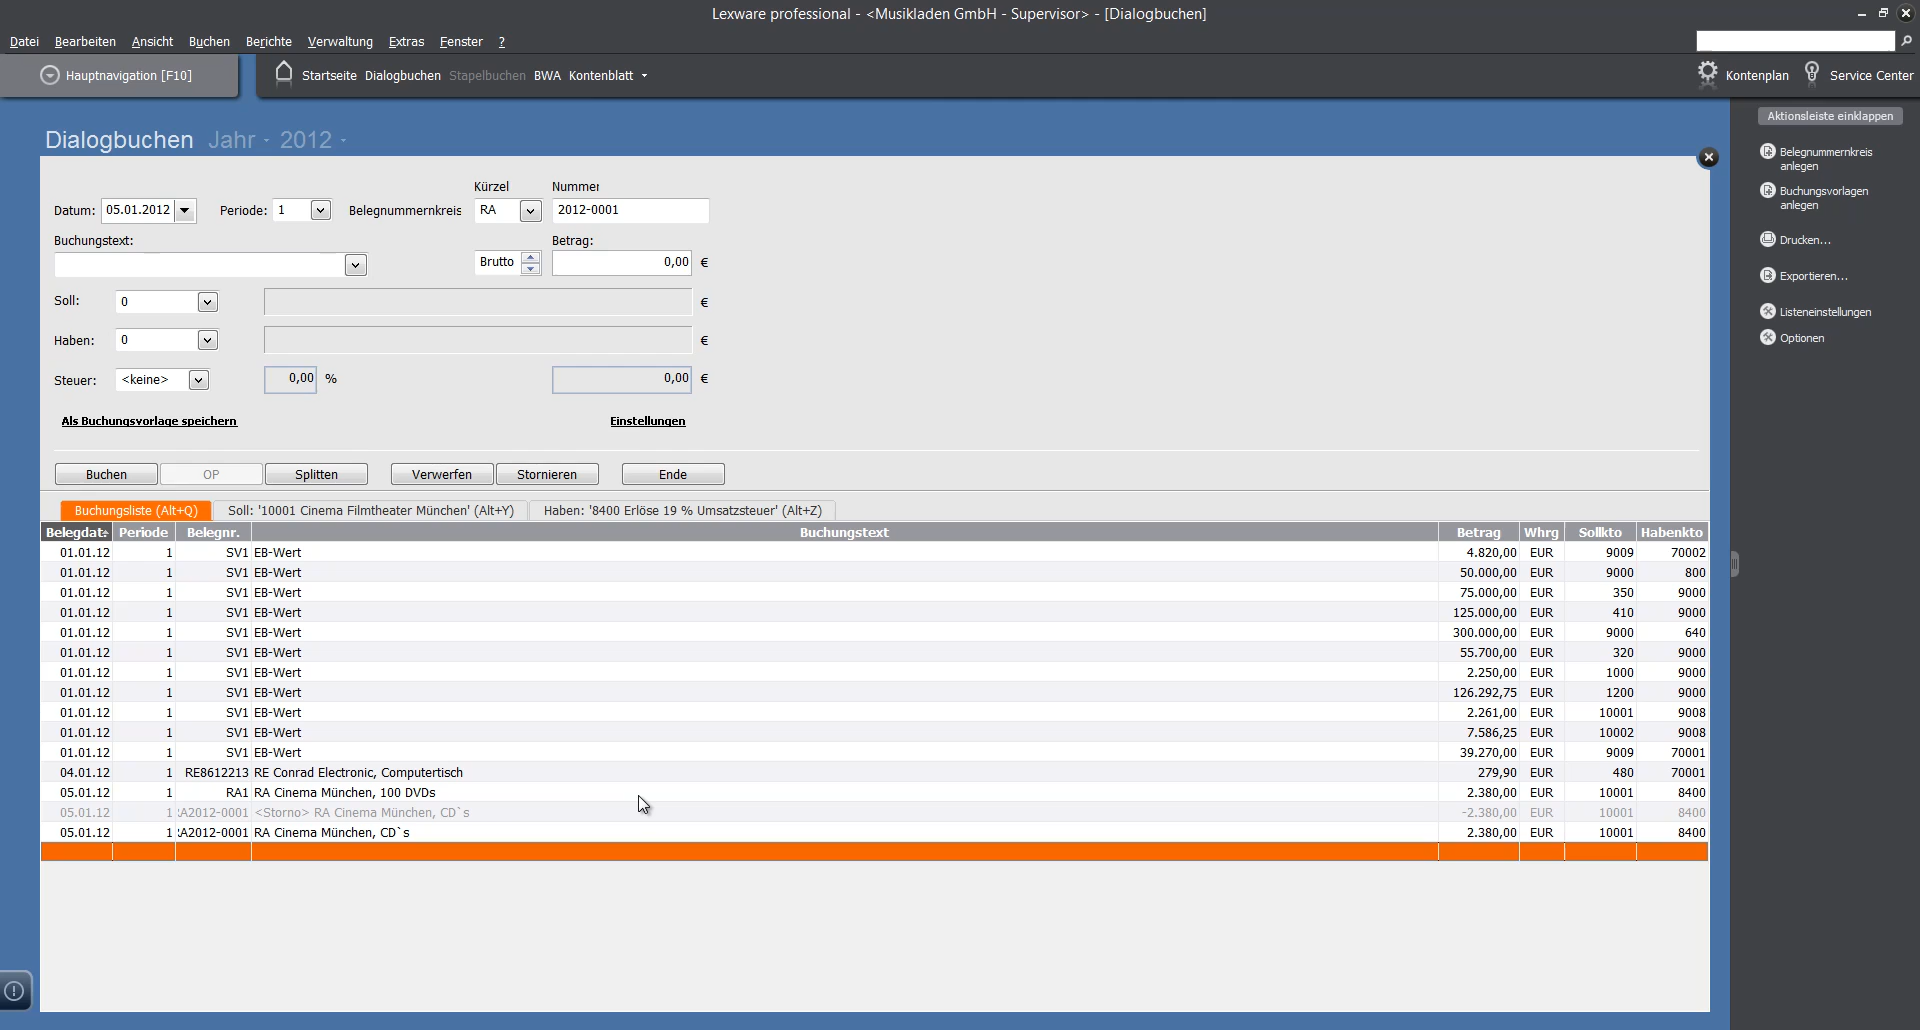 Lexware professional - <Musikladen GmbH - Supervisor> - [Dialogbuchen]
Datei Bearbeiten Ansicht Buchen Berichte Verwaltung Extras Fenster ?
Hauptnavigation [F10] Startseite Dialogbuchen Stapelbuchen BWA Kontenblatt Kontenplan Service Center
Aktionsleiste einklappen
Belegnummernkreis
anlegen
Buchungsvorlagen
anlegen
Drucken...
Exportieren...
Listeneinstellungen
Optionen
Dialogbuchen Jahr - 2012 -
Kürzel Nummer
Datum: 05.01.2012 Periode: 1 Belegnummernkreis RA 2012-0001
Buchungstext: Betrag:
Brutto 0,00 €
Soll: 0 €
Haben: 0 €
Steuer: <keine> 0,00 % 0,00 €
Als Buchungsvorlage speichern Einstellungen
Buchen OP Splitten Verwerfen Stornieren Ende
Buchungsliste (Alt+Q) Soll: '10001 Cinema Filmtheater München' (Alt+Y) Haben: '8400 Erlöse 19 % Umsatzsteuer' (Alt+Z)
Belegdat Periode Belegnr. Buchungstext Betrag Whrg Sollkto Habenkto
01.01.12 1 SV1 EB-Wert 4.820,00 EUR 9009 70002
01.01.12 1 SV1 EB-Wert 50.000,00 EUR 9000 800
01.01.12 1 SV1 EB-Wert 75.000,00 EUR 350 9000
01.01.12 1 SV1 EB-Wert 125.000,00 EUR 410 9000
01.01.12 1 SV1 EB-Wert 300.000,00 EUR 9000 640
01.01.12 1 SV1 EB-Wert 55.700,00 EUR 320 9000
01.01.12 1 SV1 EB-Wert 2.250,00 EUR 1000 9000
01.01.12 1 SV1 EB-Wert 126.292,75 EUR 1200 9000
01.01.12 1 SV1 EB-Wert 2.261,00 EUR 10001 9008
01.01.12 1 SV1 EB-Wert 7.586,25 EUR 10002 9008
01.01.12 1 SV1 EB-Wert 39.270,00 EUR 9009 70001
04.01.12 1 RE8612213 RE Conrad Electronic, Computertisch 279,90 EUR 480 70001
05.01.12 1 RA1 RA Cinema München, 100 DVDs 2.380,00 EUR 10001 8400
05.01.12 1 RA2012-0001 <Storno> RA Cinema München, CD`s -2.380,00 EUR 10001 8400
05.01.12 1 RA2012-0001 RA Cinema München, CD`s 2.380,00 EUR 10001 8400